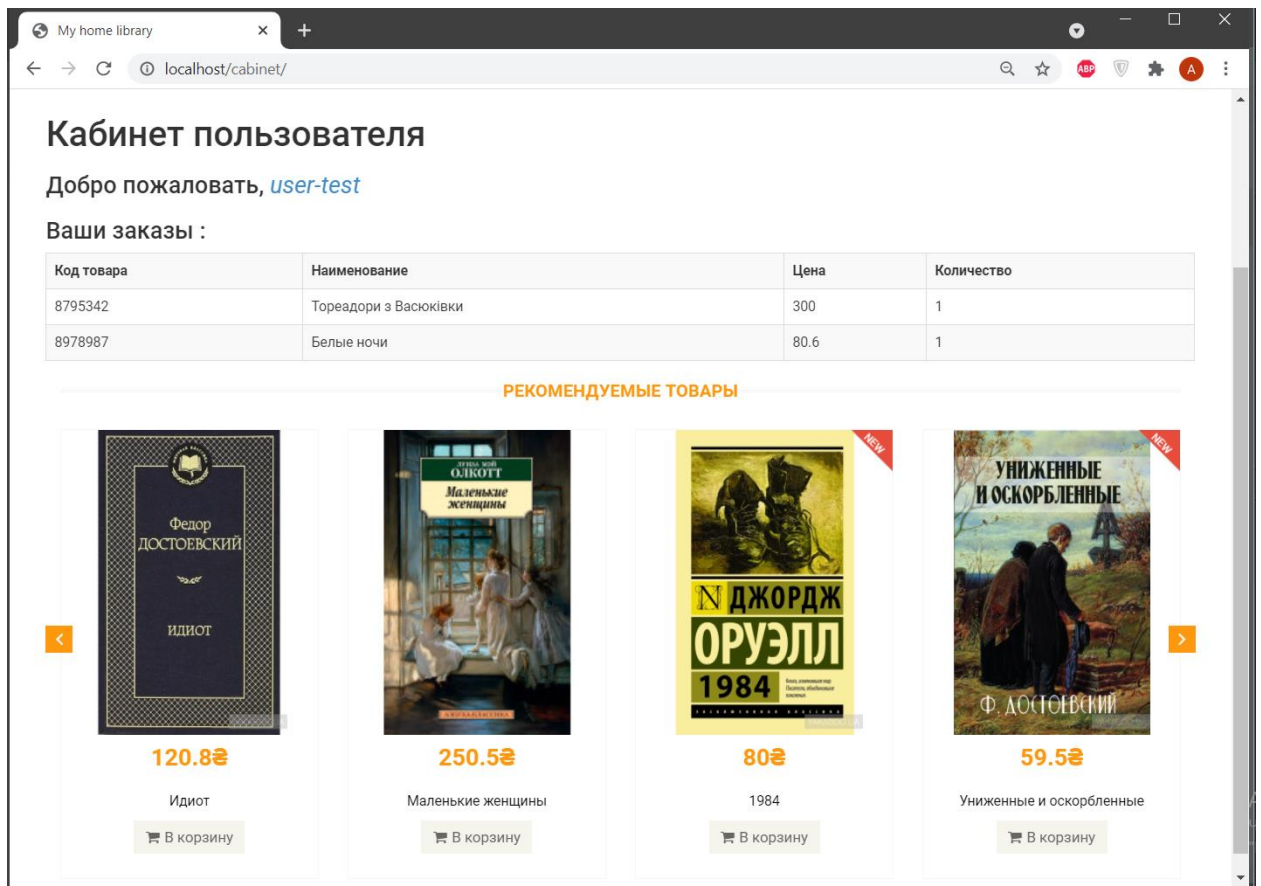 My home library
localhost/cabinet/
ABP
A
Кабинет пользователя
Добро пожаловать, user-test
Ваши заказы :
Код товара Наименование Цена Количество
8795342 Тореадори з Васюківки 300 1
8978987 Белые ночи 80.6 1
РЕКОМЕНДУЕМЫЕ ТОВАРЫ
Федор
ДОСТОЕВСКИЙ
ИДИОТ
ЛУИЗА МЭЙ
ОЛКОТТ
Маленькие
женщины
NEW
ДЖОРДЖ
ОРУЭЛЛ
1984
NEW
УНИЖЕННЫЕ
И ОСКОРБЛЕННЫЕ
Ф. ДОСТОЕВСКИЙ
120.8₴ 250.5₴ 80₴ 59.5₴
Идиот Маленькие женщины 1984 Униженные и оскорбленные
В корзину В корзину В корзину В корзину